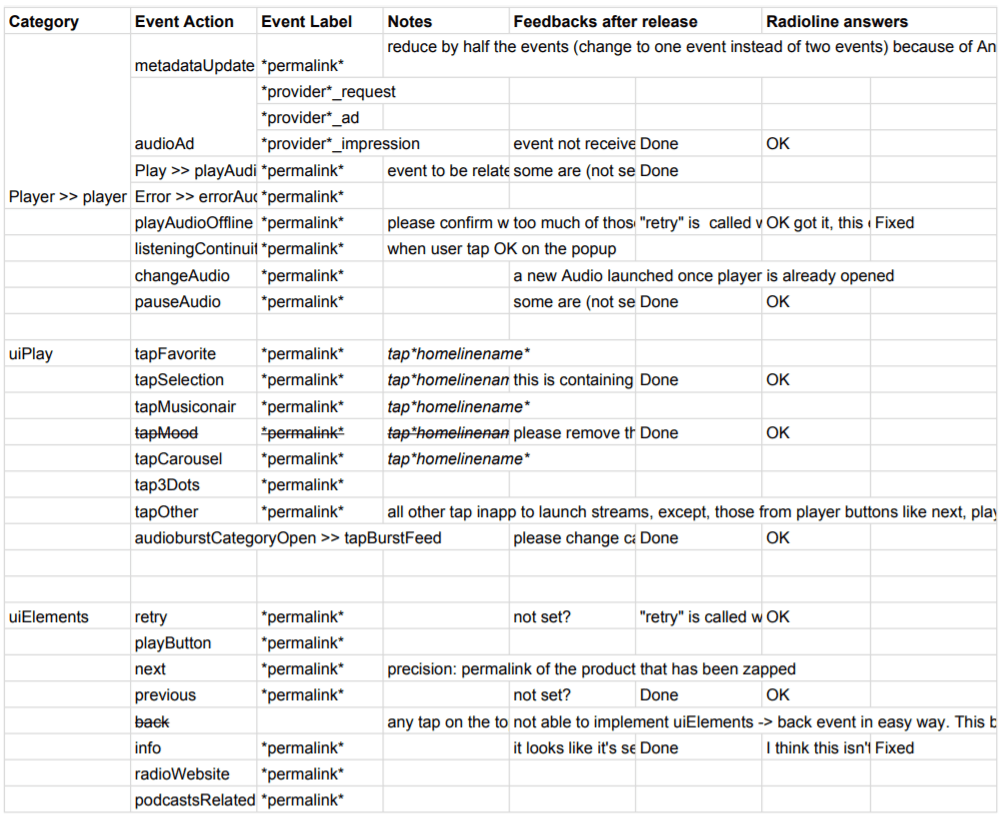 Category Event Action Event Label Notes Feedbacks after release Radioline answers
reduce by half the events (change to one event instead of two events) because of An
metadataUpdate *permalink*
*provider*_request
*provider*_ad
audioAd *provider*_impression event not receive Done OK
Play >> playAudi *permalink* event to be relate some are (not se Done
Player >> player Error >> errorAud *permalink*
playAudioOffline *permalink* please confirm w too much of thos "retry" is called w OK got it, this Fixed
listeningContinuit *permalink* when user tap OK on the popup
changeAudio *permalink* a new Audio launched once player is already opened
pauseAudio *permalink* some are (not se Done OK
uiPlay tapFavorite *permalink* tap*homelinename*
tapSelection *permalink* tap*homelinenam this is containing Done OK
tapMusiconair *permalink* tap*homelinename*
tapMood *permalink* tap*homelinenam please remove th Done OK
tapCarousel *permalink* tap*homelinename*
tap3Dots *permalink*
tapOther *permalink* all other tap inapp to launch streams, except, those from player buttons like next, play
audioburstCategoryOpen >> tapBurstFeed please change ca Done OK
uiElements retry *permalink* not set? "retry" is called w OK
playButton *permalink*
next *permalink* precision: permalink of the product that has been zapped
previous *permalink* not set? Done OK
back any tap on the to not able to implement uiElements -> back event in easy way. This b
info *permalink* it looks like it's se Done I think this isn't Fixed
radioWebsite *permalink*
podcastsRelated *permalink*